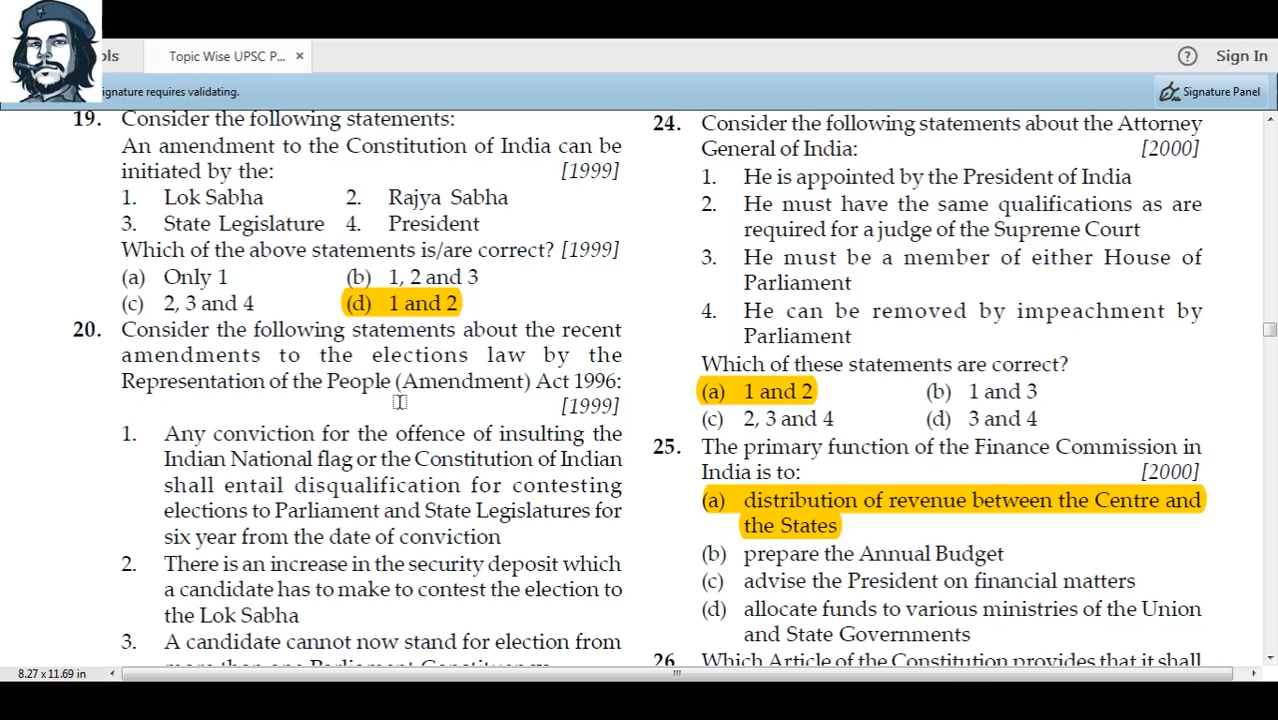 ols
Topic Wise UPSC P... ×
? Sign In
ignature requires validating.
Signature Panel
19. Consider the following statements:
An amendment to the Constitution of India can be
initiated by the: [1999]
1. Lok Sabha 2. Rajya Sabha
3. State Legislature 4. President
Which of the above statements is/are correct? [1999]
(a) Only 1 (b) 1, 2 and 3
(c) 2, 3 and 4 (d) 1 and 2
20. Consider the following statements about the recent
amendments to the elections law by the
Representation of the People (Amendment) Act 1996:
[1999]
1. Any conviction for the offence of insulting the
Indian National flag or the Constitution of Indian
shall entail disqualification for contesting
elections to Parliament and State Legislatures for
six year from the date of conviction
2. There is an increase in the security deposit which
a candidate has to make to contest the election to
the Lok Sabha
3. A candidate cannot now stand for election from
more than one Parliament Constituency
24. Consider the following statements about the Attorney
General of India: [2000]
1. He is appointed by the President of India
2. He must have the same qualifications as are
required for a judge of the Supreme Court
3. He must be a member of either House of
Parliament
4. He can be removed by impeachment by
Parliament
Which of these statements are correct?
(a) 1 and 2 (b) 1 and 3
(c) 2, 3 and 4 (d) 3 and 4
25. The primary function of the Finance Commission in
India is to: [2000]
(a) distribution of revenue between the Centre and
the States
(b) prepare the Annual Budget
(c) advise the President on financial matters
(d) allocate funds to various ministries of the Union
and State Governments
26 Which Article of the Constitution provides that it shall
8.27 x 11.69 in